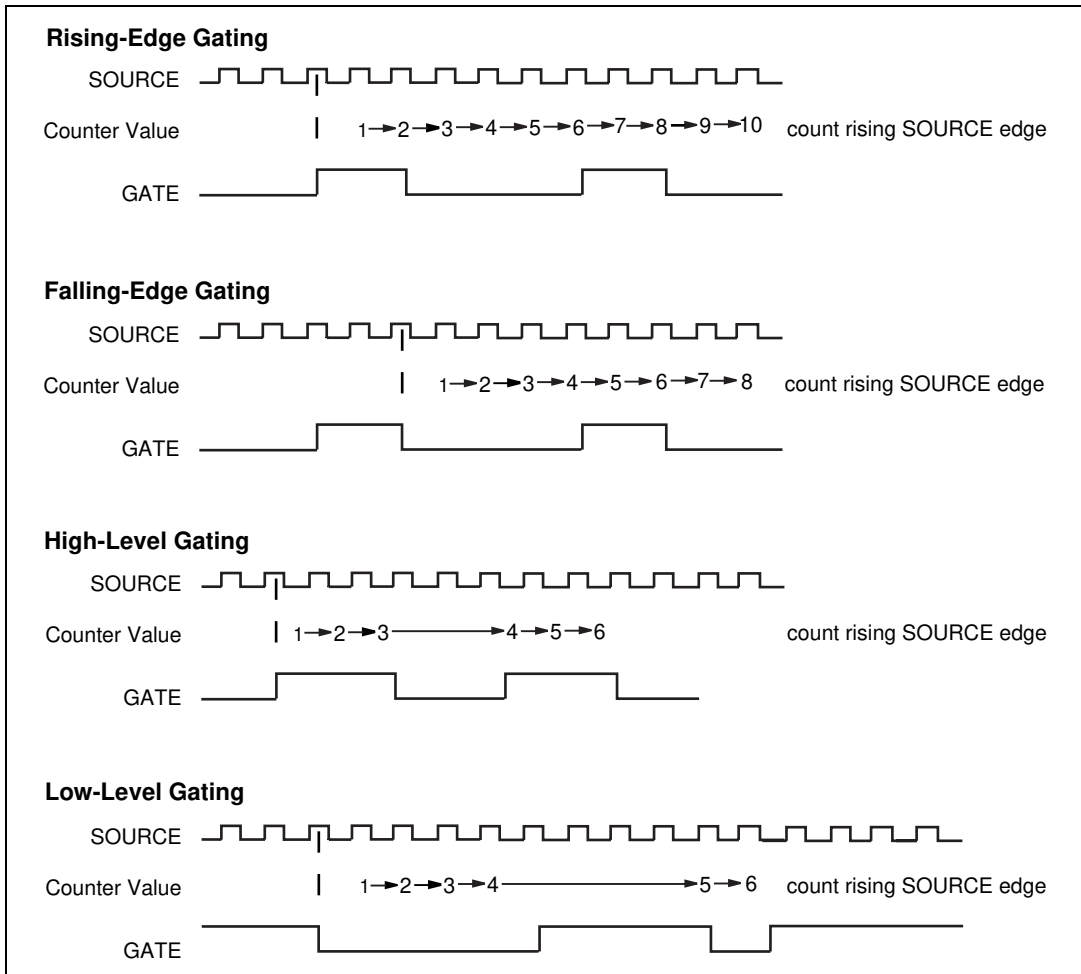 Rising-Edge Gating
SOURCE
Counter Value 1 2 3 4 5 6 7 8 9 10 count rising SOURCE edge
GATE
Falling-Edge Gating
SOURCE
Counter Value 1 2 3 4 5 6 7 8 count rising SOURCE edge
GATE
High-Level Gating
SOURCE
Counter Value 1 2 3 4 5 6 count rising SOURCE edge
GATE
Low-Level Gating
SOURCE
Counter Value 1 2 3 4 5 6 count rising SOURCE edge
GATE